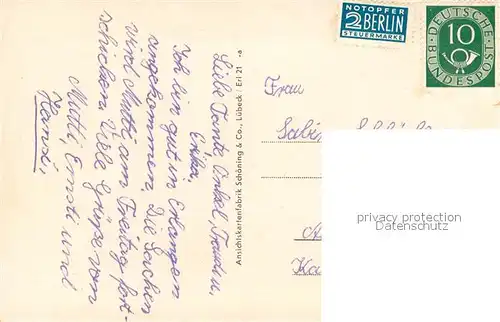 Liebe Tante, Onkel, Traudi u.
Erika,
Ich bin gut in Erlangen
angekommen. Die Sachen
wird Mutti am Freitag fort-
schicken. Viele Grüße von
Mutti, Ernsti und
Hansi.
Ansichtskartenfabrik Schöning & Co., Lübeck Erl 21 -a
NOTOPFER
2 BERLIN
STEUERMARKE
10
DEUTSCHE
BUNDESPOST
Frau
privacy protection
Datenschutz